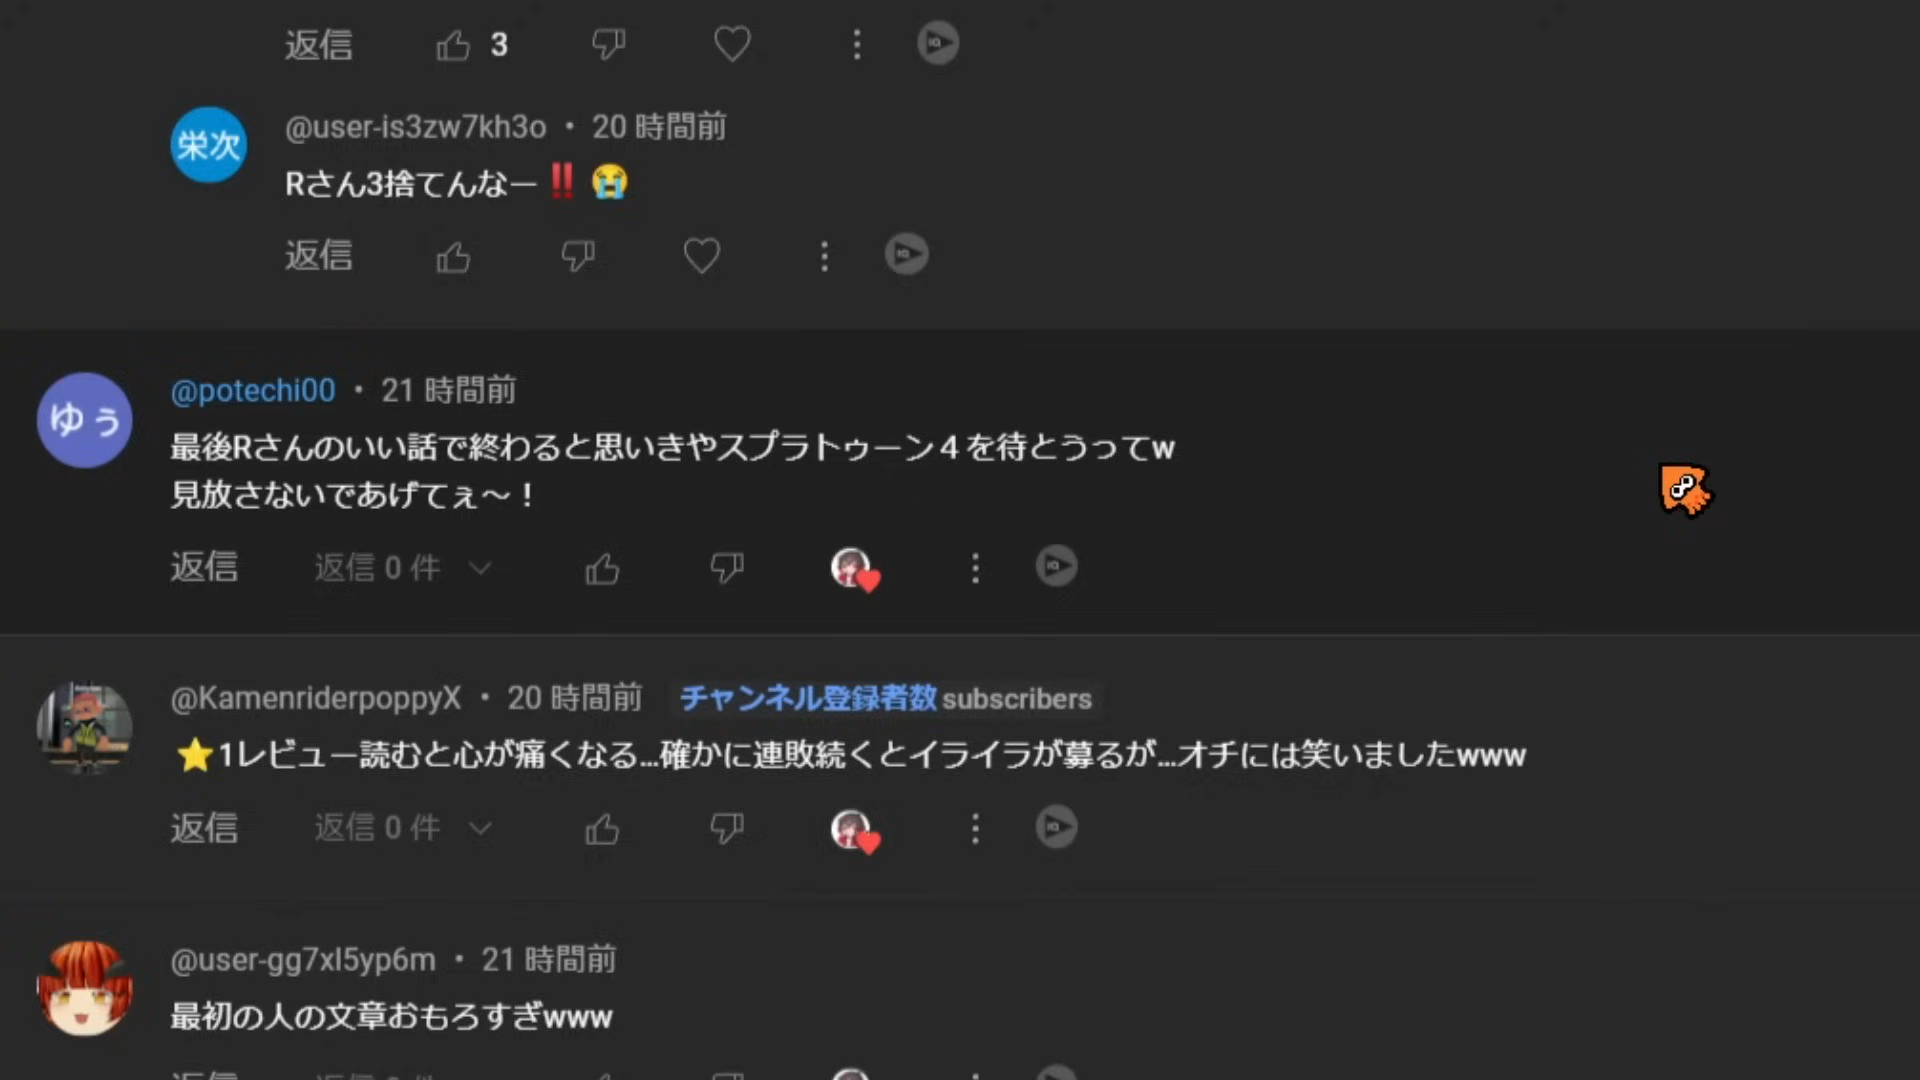 返信 3
栄次
@user-is3zw7kh3o・20 時間前
Rさん3捨てんなー‼️😭
返信
ゆぅ
@potechi00・21 時間前
最後Rさんのいい話で終わると思いきやスプラトゥーン４を待とうってw
見放さないであげてぇ〜！
返信 返信 0 件
@KamenriderpoppyX・20 時間前 チャンネル登録者数 subscribers
⭐1レビュー読むと心が痛くなる...確かに連敗続くとイライラが募るが...オチには笑いましたwww
返信 返信 0 件
@user-gg7xl5yp6m・21 時間前
最初の人の文章おもろすぎwww